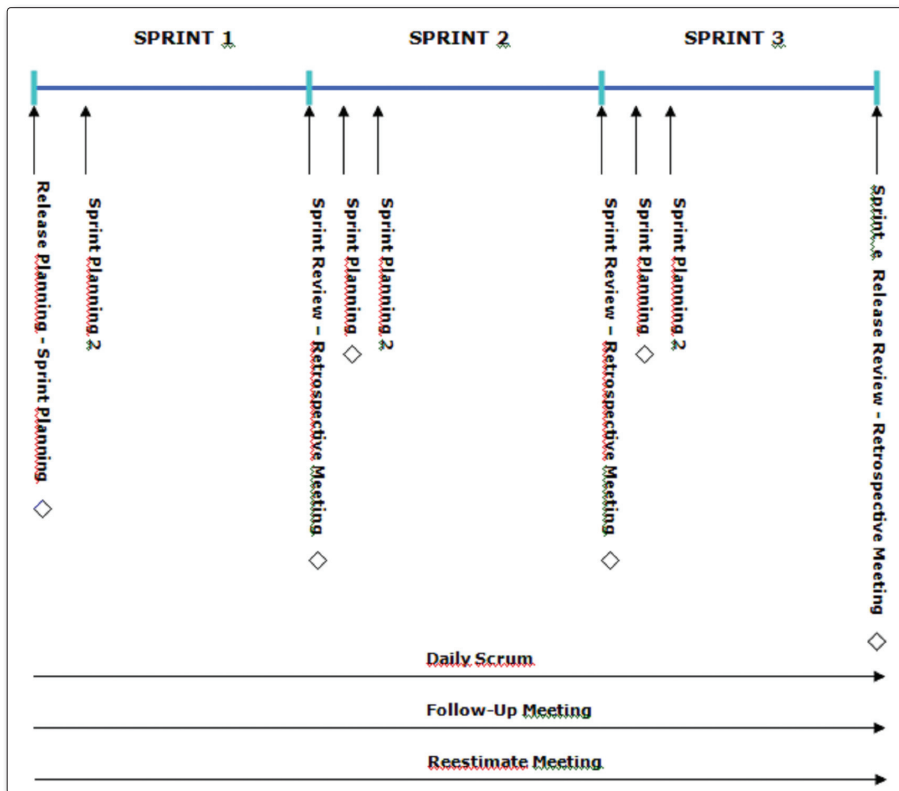 SPRINT 1
SPRINT 2
SPRINT 3
Release Planning - Sprint Planning
Sprint Planning 2
Sprint Review – Retrospective Meeting
Sprint Planning
Sprint Planning 2
Sprint Review – Retrospective Meeting
Sprint Planning
Sprint Planning 2
Sprint e Release Review - Retrospective Meeting
Daily Scrum
Follow-Up Meeting
Reestimate Meeting